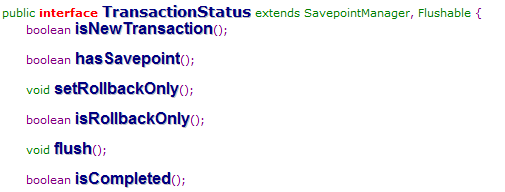 public interface TransactionStatus extends SavepointManager, Flushable {
boolean isNewTransaction();
boolean hasSavepoint();
void setRollbackOnly();
boolean isRollbackOnly();
void flush();
boolean isCompleted();